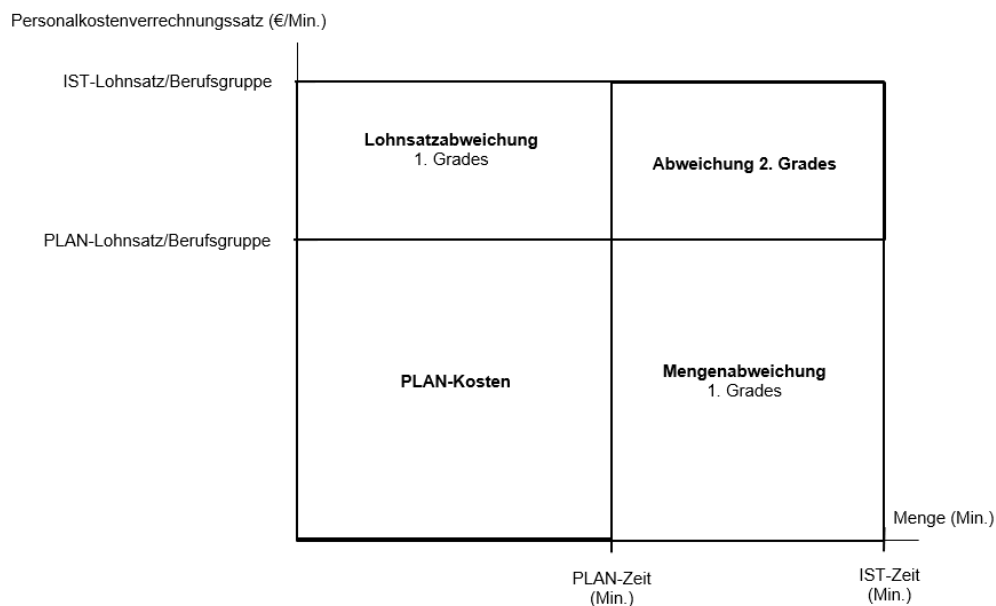 Personalkostenverrechnungssatz (€/Min.)
IST-Lohnsatz/Berufsgruppe
Lohnsatzabweichung
1. Grades
Abweichung 2. Grades
PLAN-Lohnsatz/Berufsgruppe
PLAN-Kosten
Mengenabweichung
1. Grades
Menge (Min.)
PLAN-Zeit
(Min.)
IST-Zeit
(Min.)